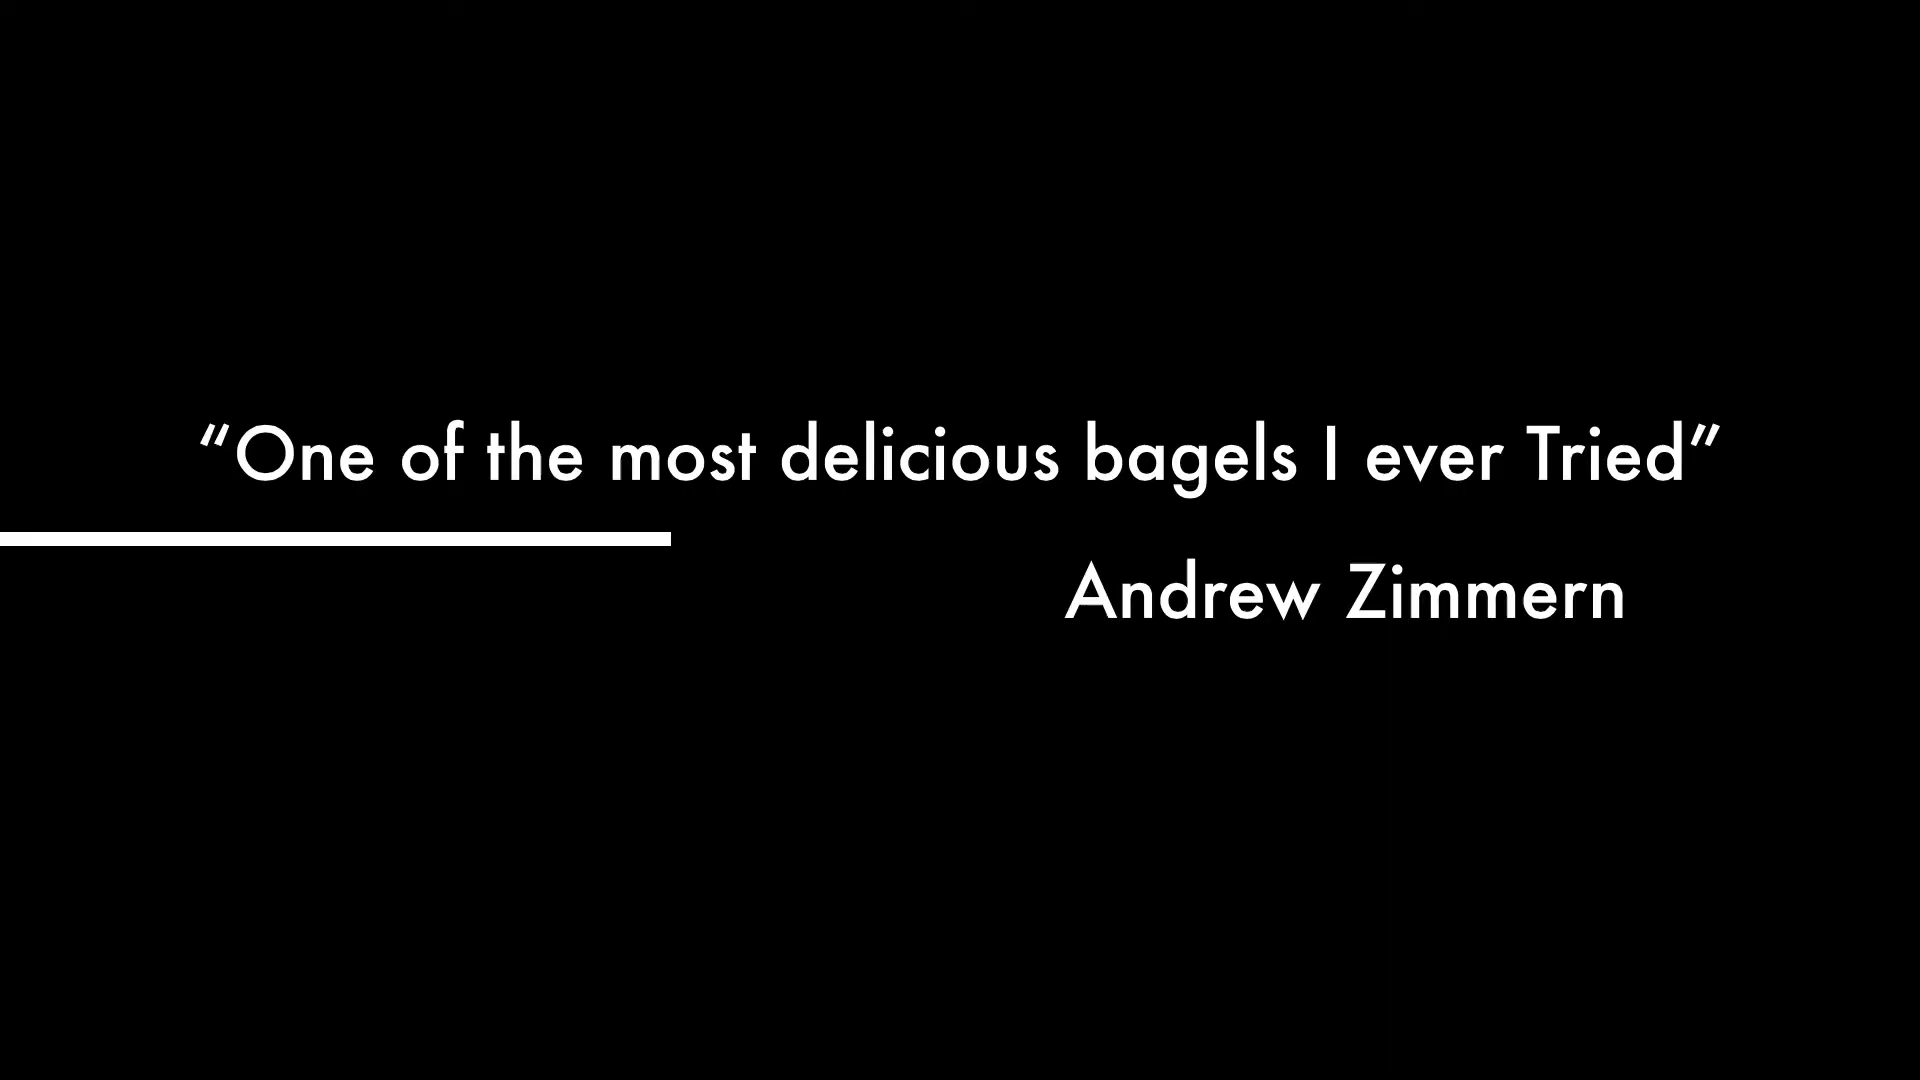 “One of the most delicious bagels I ever Tried”
Andrew Zimmern